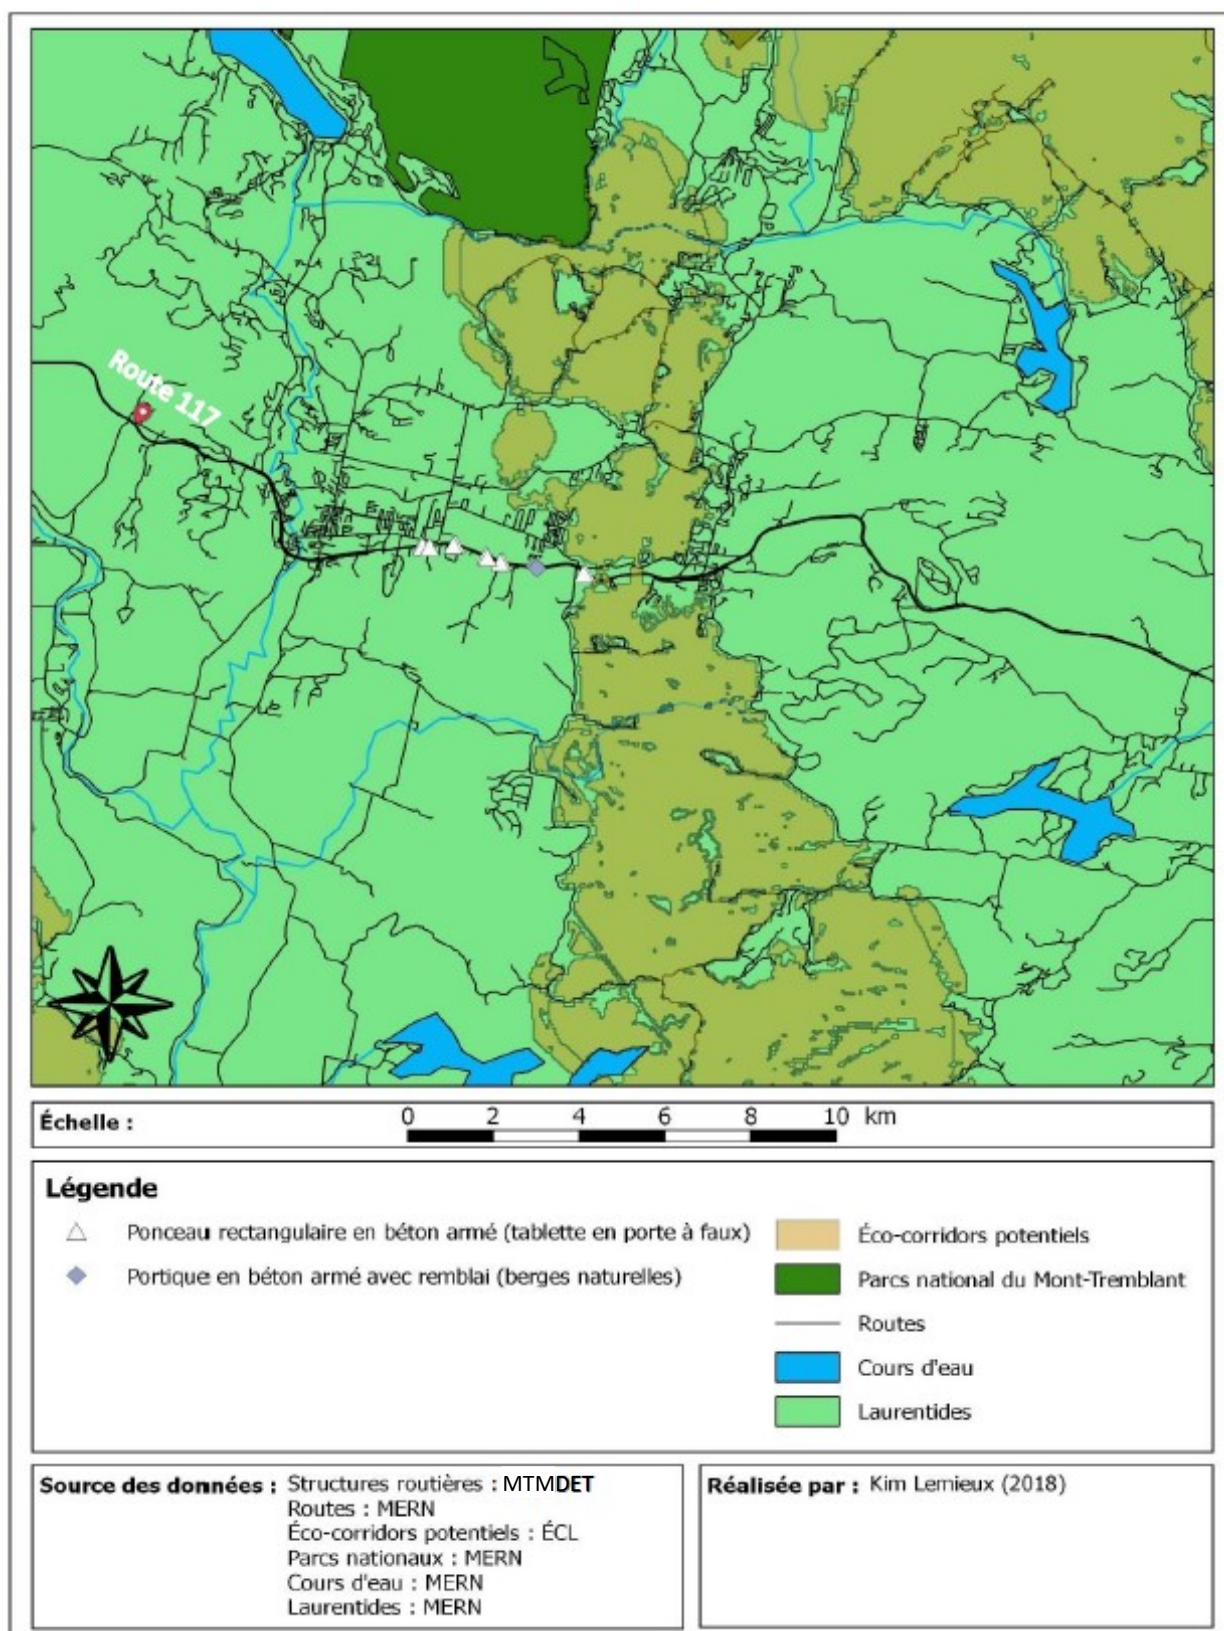 Route 117
Échelle :
0 2 4 6 8 10 km
Légende
Ponceau rectangulaire en béton armé (tablette en porte à faux)
Portique en béton armé avec remblai (berges naturelles)
Éco-corridors potentiels
Parcs national du Mont-Tremblant
Routes
Cours d'eau
Laurentides
Source des données : Structures routières : MTMDET
Routes : MERN
Éco-corridors potentiels : ÉCL
Parcs nationaux : MERN
Cours d'eau : MERN
Laurentides : MERN
Réalisée par : Kim Lemieux (2018)